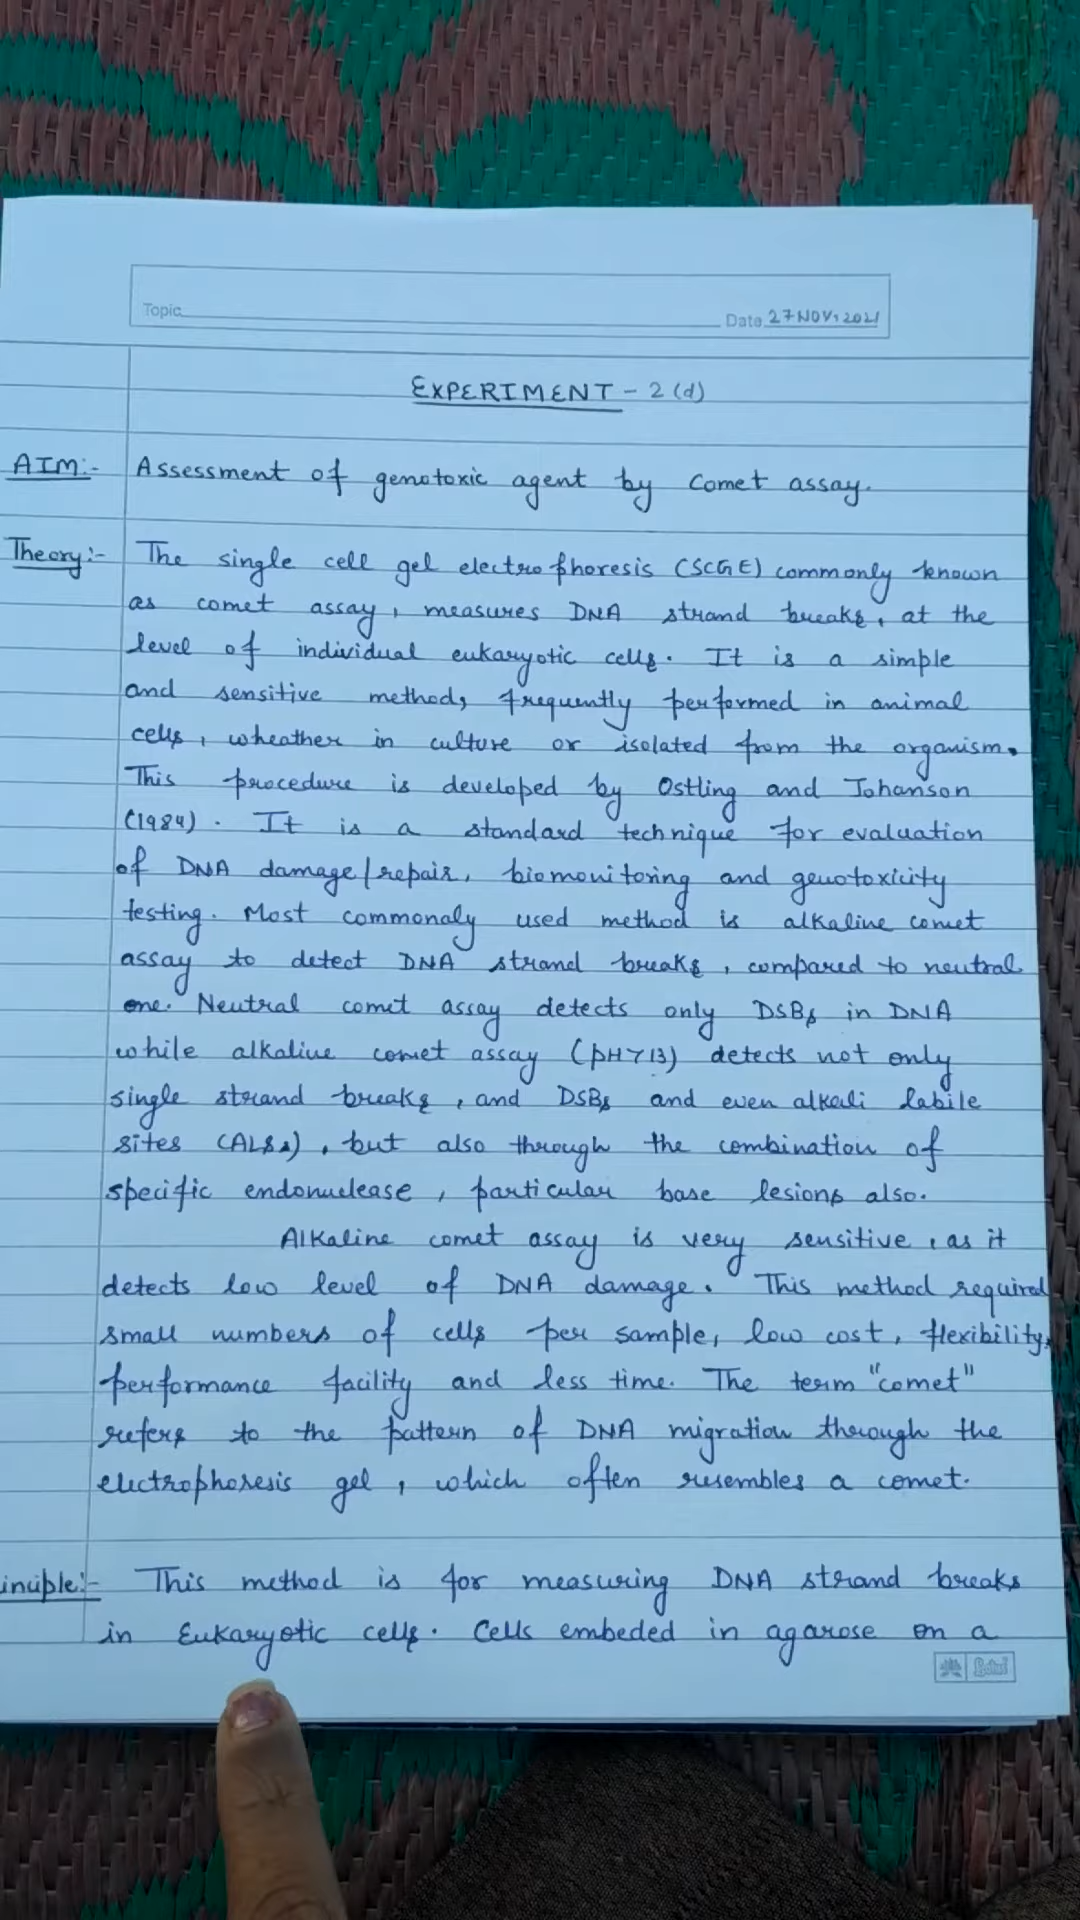 Topic Date 27 NOV, 2021
EXPERIMENT - 2 (d)
AIM:- Assessment of genotoxic agent by Comet assay.
Theory:- The single cell gel electrophoresis (SCGE) commonly known
as comet assay, measures DNA strand breaks, at the
level of individual eukaryotic cells. It is a simple
and sensitive method, frequently performed in animal
cells, wheather in culture or isolated from the organism.
This procedure is developed by Ostling and Johanson
(1984). It is a standard technique for evaluation
of DNA damage/repair, biomonitoring and genotoxicity
testing. Most commonaly used method is alkaline comet
assay to detect DNA strand breaks, compared to neutral
one. Neutral comet assay detects only DSBs in DNA
while alkaline comet assay (pH>13) detects not only
single strand breaks, and DSBs and even alkali labile
sites (ALSs), but also through the combination of
specific endonuclease, particular base lesions also.
Alkaline comet assay is very sensitive, as it
detects low level of DNA damage. This method required
small numbers of cells per sample, low cost, flexibility,
performance facility and less time. The term "comet"
refers to the pattern of DNA migration through the
electrophoresis gel, which often resembles a comet.
inciple:- This method is for measuring DNA strand breaks
in Eukaryotic cells. Cells embeded in agarose on a